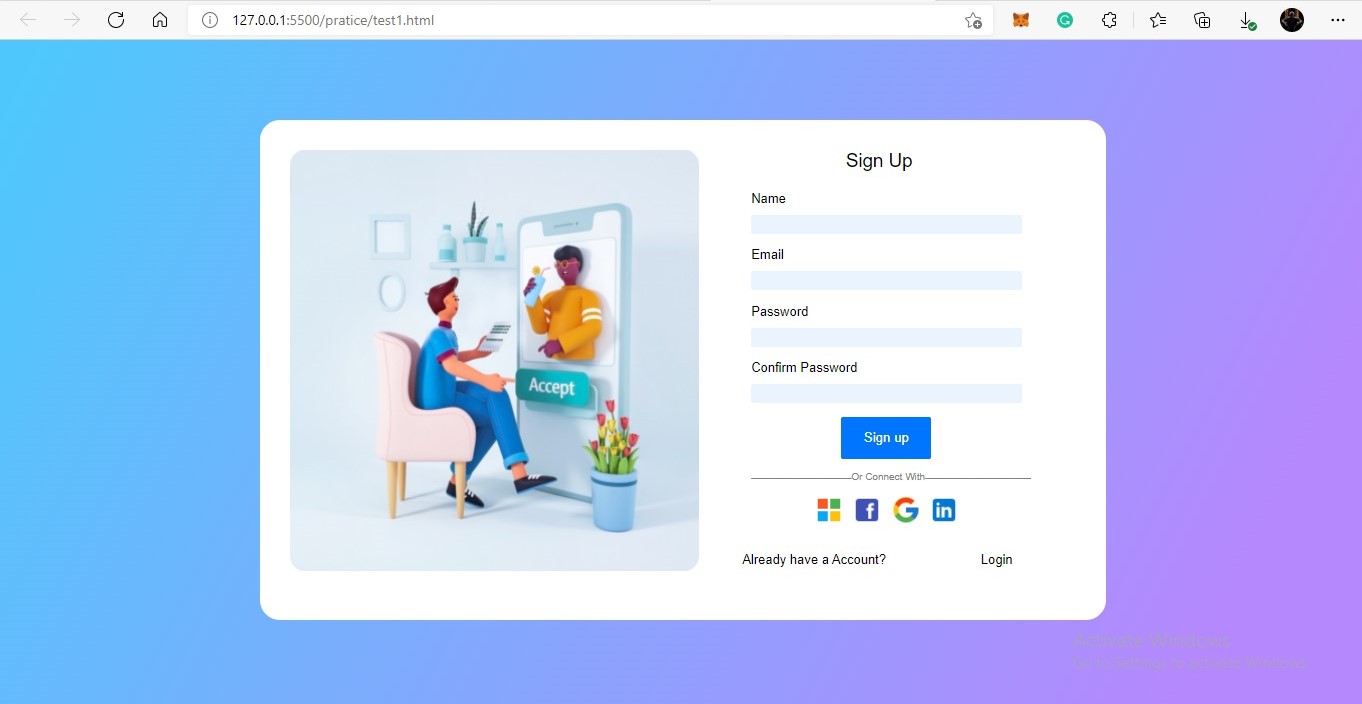 127.0.0.1:5500/pratice/test1.html
Sign Up
Name
Email
Password
Confirm Password
Accept
Sign up
Or Connect With
f G in
Already have a Account? Login
Activate Windows
Go to Settings to activate Windows.